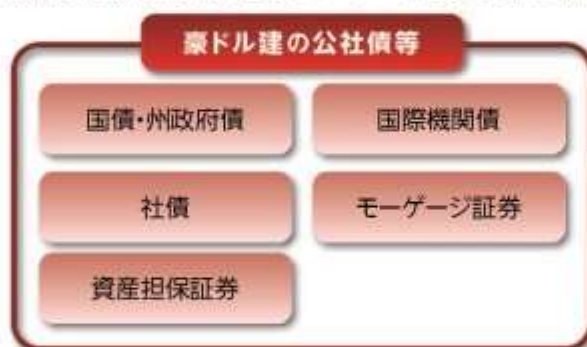 豪ドル建の公社債等
国債・州政府債
国際機関債
社債
モーゲージ証券
資産担保証券